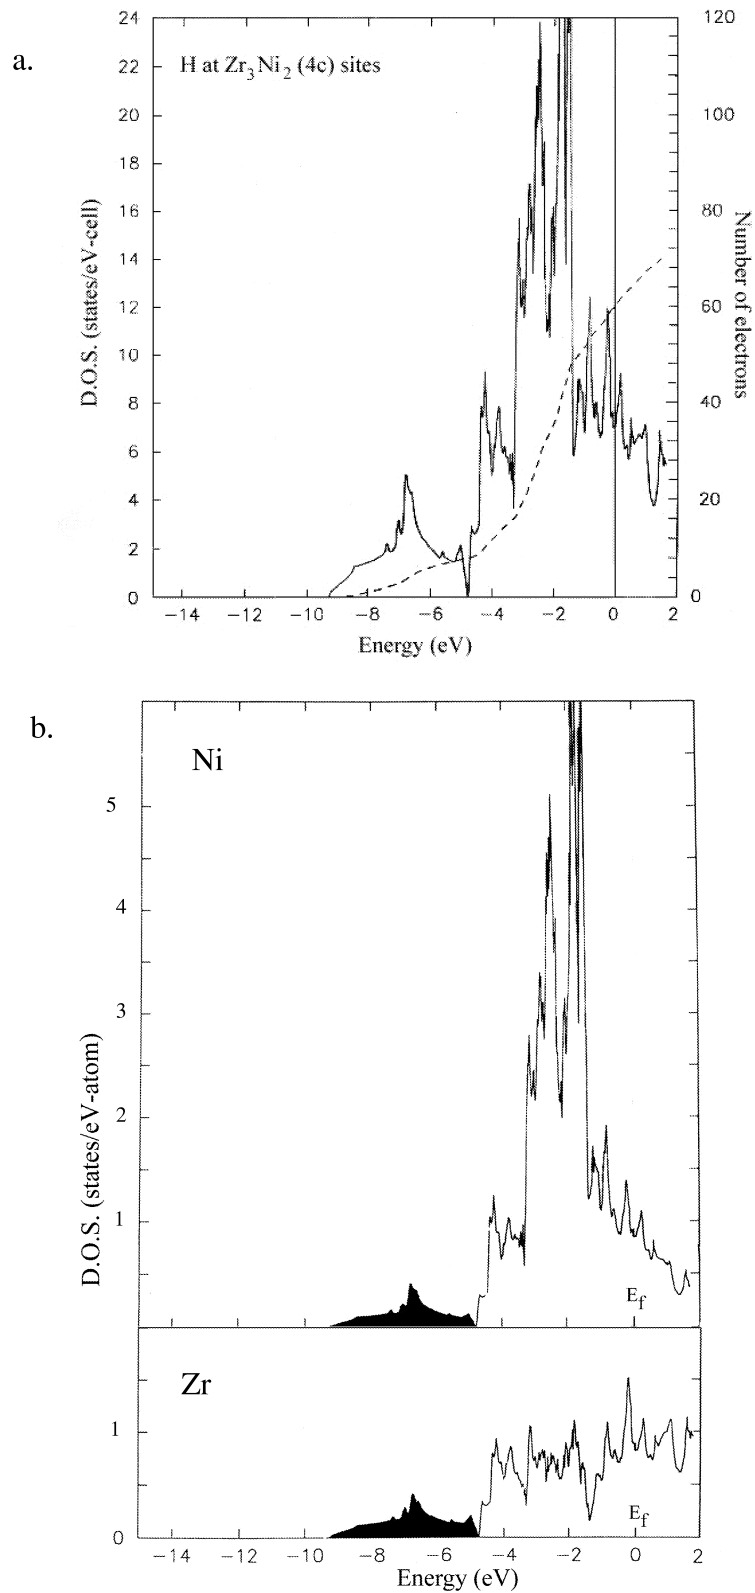 a.
H at Zr3Ni2 (4c) sites
D.O.S. (states/eV-cell)
24
22
20
18
16
14
12
10
8
6
4
2
0
120
100
80
60
40
20
0
Number of electrons
−14 −12 −10 −8 −6 −4 −2 0 2
Energy (eV)
b.
Ni
D.O.S. (states/eV-atom)
5
4
3
2
1
Ef
Zr
1
0
Ef
−14 −12 −10 −8 −6 −4 −2 0 2
Energy (eV)